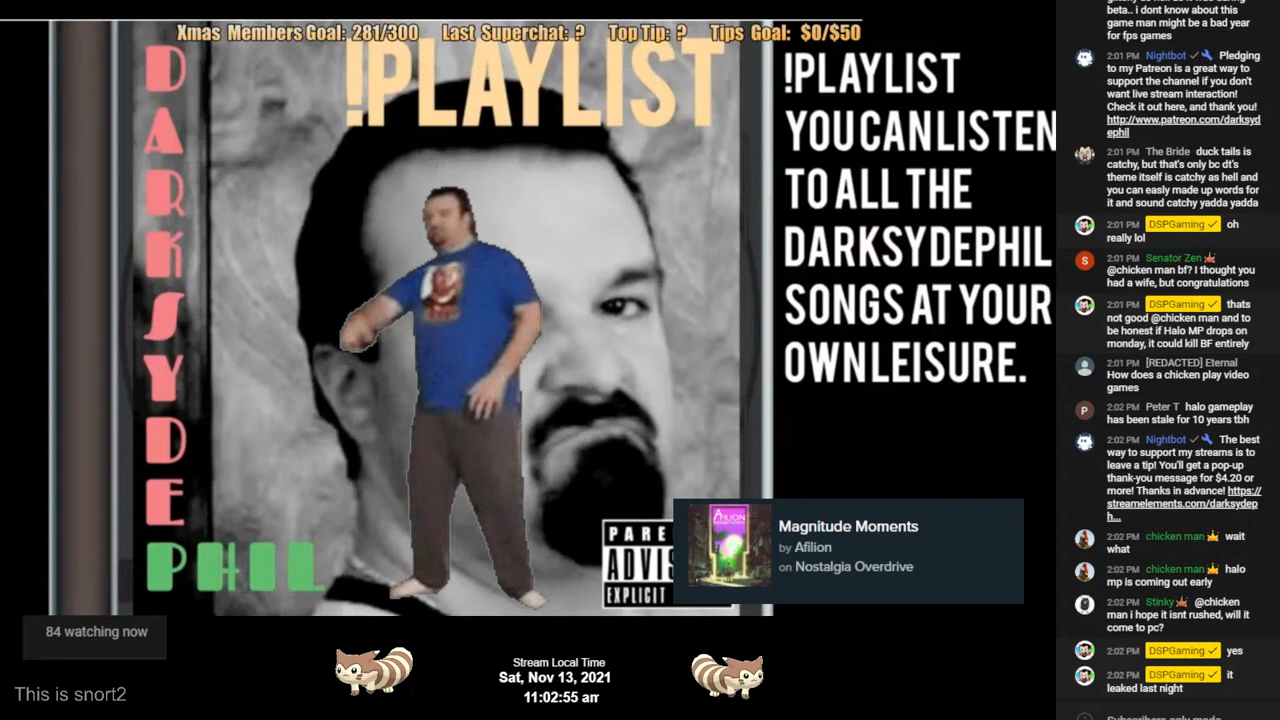 Xmas Members Goal: 281/300 Last Superchat: ? Top Tip: ? Tips Goal: $0/$50
!PLAYLIST
DARKSYDE
PHIL
!PLAYLIST
YOU CAN LISTEN
TO ALL THE
DARKSYDEPHIL
SONGS AT YOUR
OWN LEISURE.
PARE
ADVIS
EXPLICIT
Magnitude Moments
by Afilion
on Nostalgia Overdrive
84 watching now
This is snort2
Stream Local Time
Sat, Nov 13, 2021
11:02:55 am
beta.. i dont know about this
game man might be a bad year
for fps games
2:01 PM Nightbot Pledging
to my Patreon is a great way to
support the channel if you don't
want live stream interaction!
Check it out here, and thank you!
http://www.patreon.com/darksyd
ephil
2:01 PM The Bride duck tails is
catchy, but that's only bc dt's
theme itself is catchy as hell and
you can easly made up words for
it and sound catchy yadda yadda
2:01 PM DSPGaming oh
really lol
2:01 PM Senator Zen
@chicken man bf? I thought you
had a wife, but congratulations
2:01 PM DSPGaming thats
not good @chicken man and to
be honest if Halo MP drops on
monday, it could kill BF entirely
2:01 PM [REDACTED] Eternal
How does a chicken play video
games
2:02 PM Peter T halo gameplay
has been stale for 10 years tbh
2:02 PM Nightbot The best
way to support my streams is to
leave a tip! You'll get a pop-up
thank-you message for $4.20 or
more! Thanks in advance! https:/
streamelements.com/darksydep
h...
2:02 PM chicken man wait
what
2:02 PM chicken man halo
mp is coming out early
2:02 PM Stinky @chicken
man i hope it isnt rushed, will it
come to pc?
2:02 PM DSPGaming yes
2:02 PM DSPGaming it
leaked last night